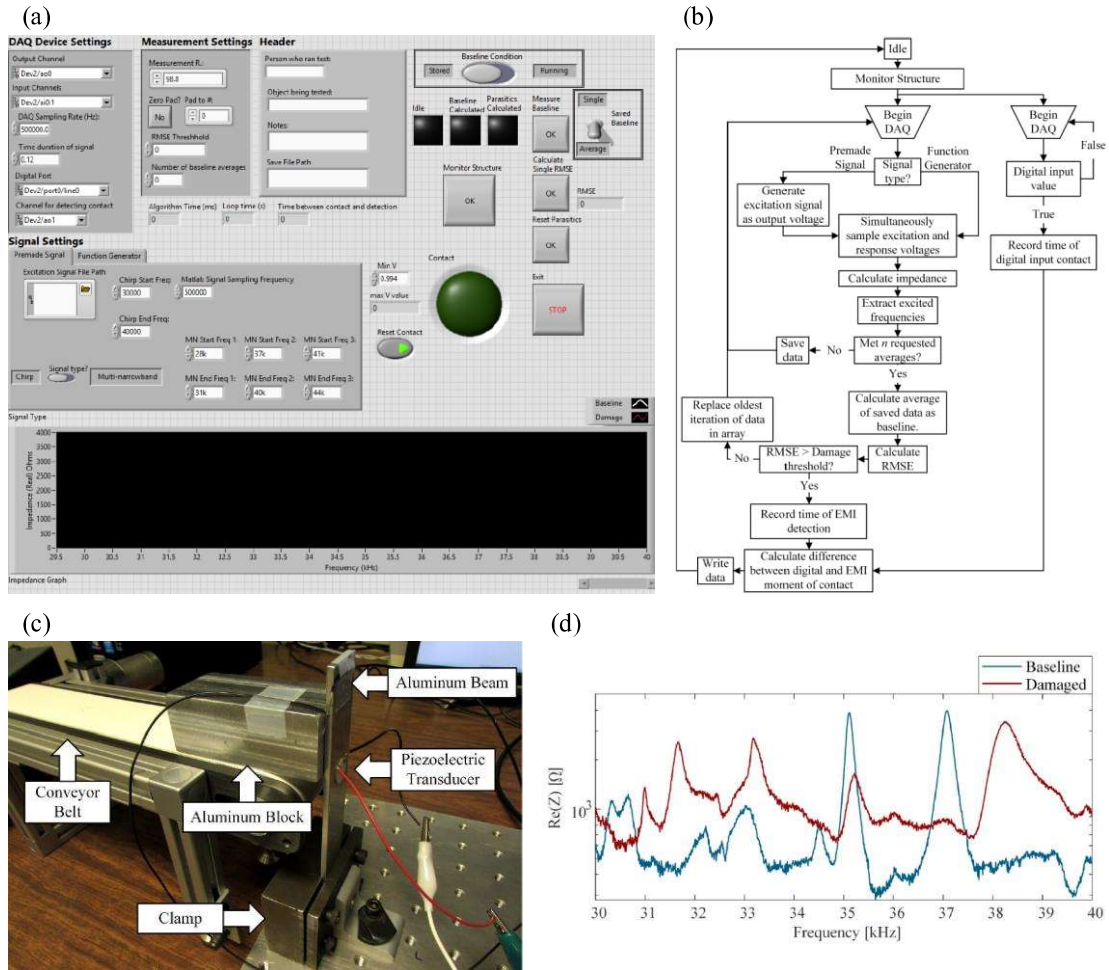 (a)
DAQ Device Settings
Output Channel
Dev2/ao0
Input Channels
Dev2/ai0:1
DAQ Sampling Rate (Hz):
500000.0
Time duration of signal
0.12
Digital Port
Dev2/port0/line0
Channel for detecting contact
Dev2/ao1
Measurement Settings
Measurement R.:
98.8
Zero Pad?
Pad to #:
No
0
RMSE Threshhold
0
Number of baseline averages
0
Header
Person who ran test:
Object bring tested:
Notes:
Save File Path:
Algorithm Time (ms)
0
Loop time (s)
0
Time between contact and detection
0
Baseline Condition
Stored
Running
Idle
Baseline Calculated
Parasitics Calculated
Measure Baseline
OK
Single
Saved Baseline
Average
Calculate Single RMSE
OK
RMSE
0
Monitor Structure
OK
Reset Parasitics
OK
Exit
STOP
Signal Settings
Premade Signal
Function Generator
Excitation Signal File Path
Chirp Start Freq:
30000
Matlab Signal Sampling Frequency
500000
Chirp End Freq:
40000
MN Start Freq 1:
28k
MN Start Freq 2:
37k
MN Start Freq 3:
41k
Chirp
Signal type?
Multi-narrowband
MN End Freq 1:
31k
MN End Freq 2:
40k
MN End Freq 3:
44k
Min V
0.994
max V value
0
Contact
Reset Contact
Signal Type
Baseline
Damage
Impedance (Real) Ohms
4000
3500
3000
2500
2000
1500
1000
500
0
29.5
30
30.5
31
31.5
32
32.5
33
33.5
34
34.5
35
35.5
36
36.5
37
37.5
38
38.5
39
39.5
40
Frequency (kHz)
Impedance Graph
(b)
Idle
Monitor Structure
Begin
DAQ
Begin
DAQ
False
Premade
Signal
Signal
type?
Function
Generator
Digital input
value
Generate
excitation signal
as output voltage
True
Simultaneously
sample excitation and
response voltages
Record time of
digital input contact
Calculate impedance
Extract excited
frequencies
Save
data
No
Met n requested
averages?
Yes
Replace oldest
iteration of data
in array
Calculate average
of saved data as
baseline.
No
RMSE > Damage
threshold?
Calculate
RMSE
Yes
Record time of EMI
detection
Write
data
Calculate difference
between digital and EMI
moment of contact
(c)
Aluminum Beam
Piezoelectric
Transducer
Conveyor
Belt
Aluminum Block
Clamp
(d)
Baseline
Damaged
Re(Z) [Ω]
10³
30
31
32
33
34
35
36
37
38
39
40
Frequency [kHz]